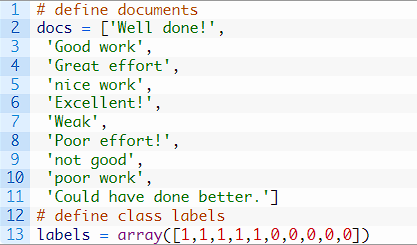 1 # define documents
2 docs = ['Well done!',
3 'Good work',
4 'Great effort',
5 'nice work',
6 'Excellent!',
7 'Weak',
8 'Poor effort!',
9 'not good',
10 'poor work',
11 'Could have done better.']
12 # define class labels
13 labels = array([1,1,1,1,1,0,0,0,0,0])